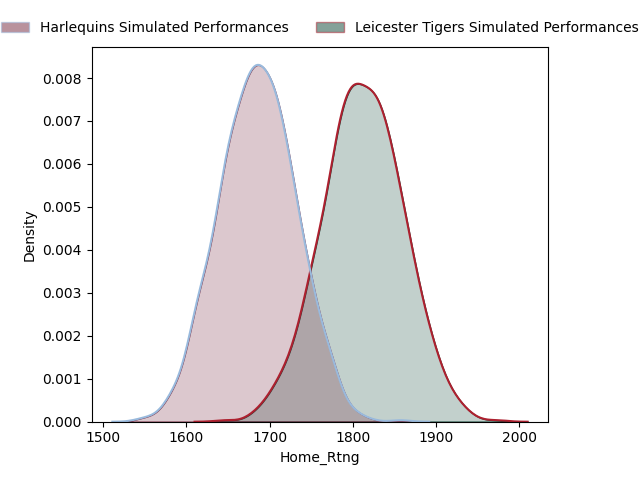 Harlequins Simulated Performances Leicester Tigers Simulated Performances
0.008
0.007
0.006
0.005
0.004
0.003
0.002
0.001
0.000
Density
1500 1600 1700 1800 1900 2000
Home_Rtng